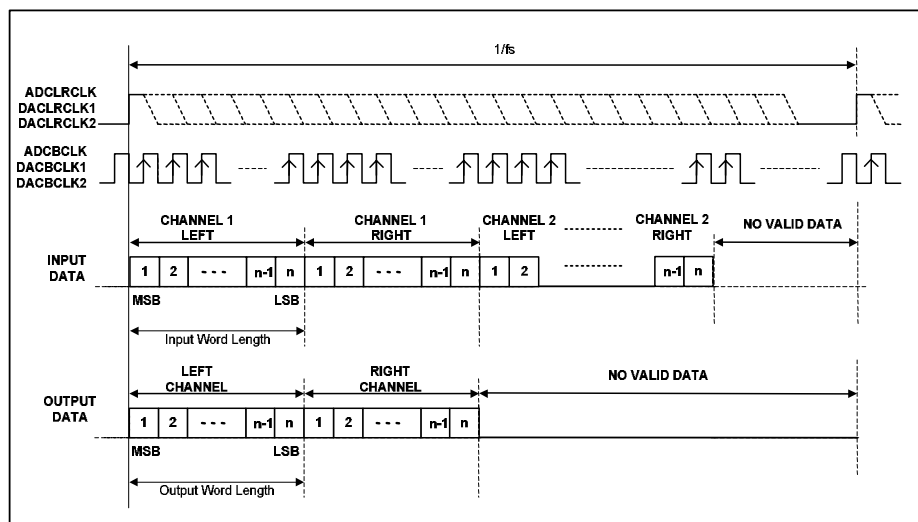 1/fs
ADCLRCLK
DACLRCLK1
DACLRCLK2
ADCBCLK
DACBCLK1
DACBCLK2
CHANNEL 1
LEFT
CHANNEL 1
RIGHT
CHANNEL 2
LEFT
CHANNEL 2
RIGHT
NO VALID DATA
INPUT
DATA
1 2 - - - n-1 n 1 2 - - - n-1 n 1 2 n-1 n
MSB LSB
Input Word Length
LEFT
CHANNEL
RIGHT
CHANNEL
NO VALID DATA
OUTPUT
DATA
1 2 - - - n-1 n 1 2 - - - n-1 n
MSB LSB
Output Word Length